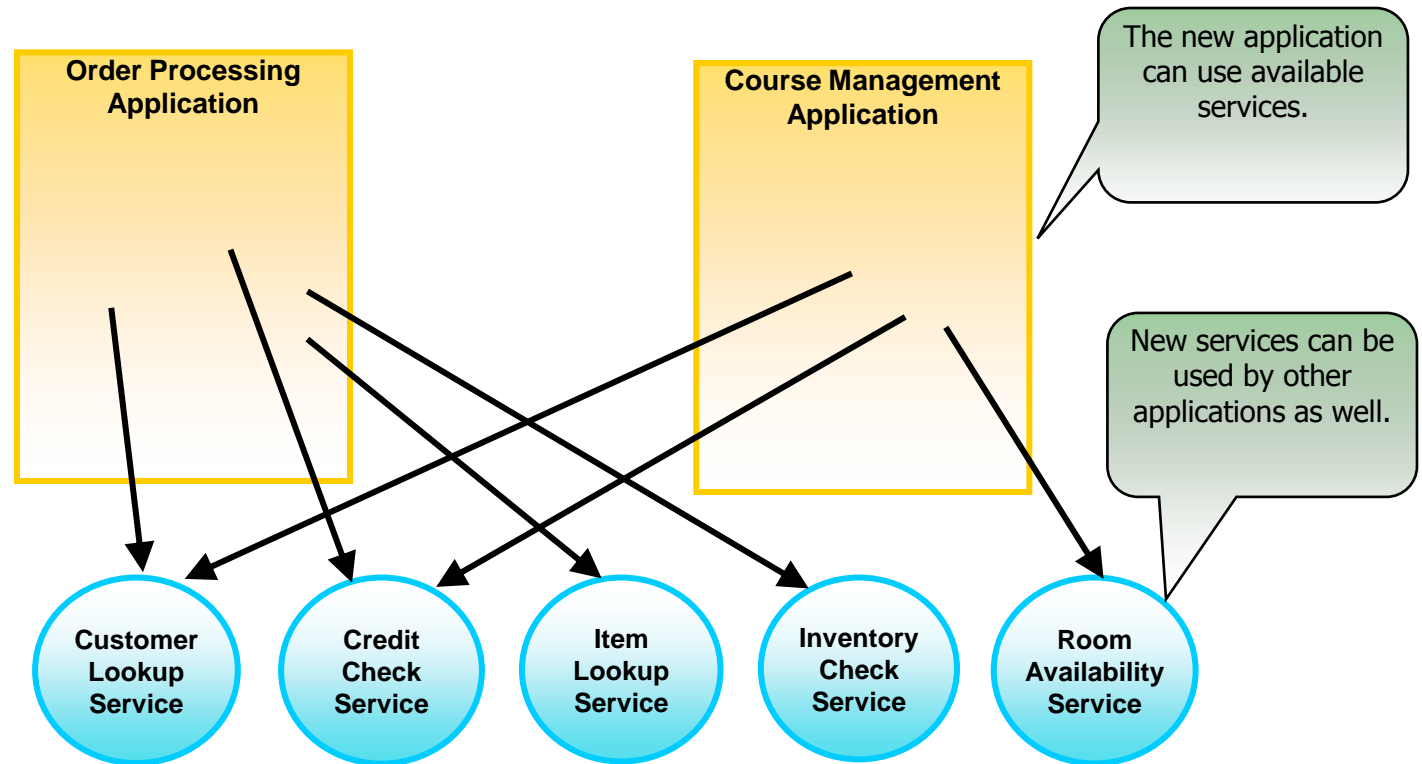 Order Processing
Application
Course Management
Application
The new application
can use available
services.
New services can be
used by other
applications as well.
Customer
Lookup
Service
Credit
Check
Service
Item
Lookup
Service
Inventory
Check
Service
Room
Availability
Service